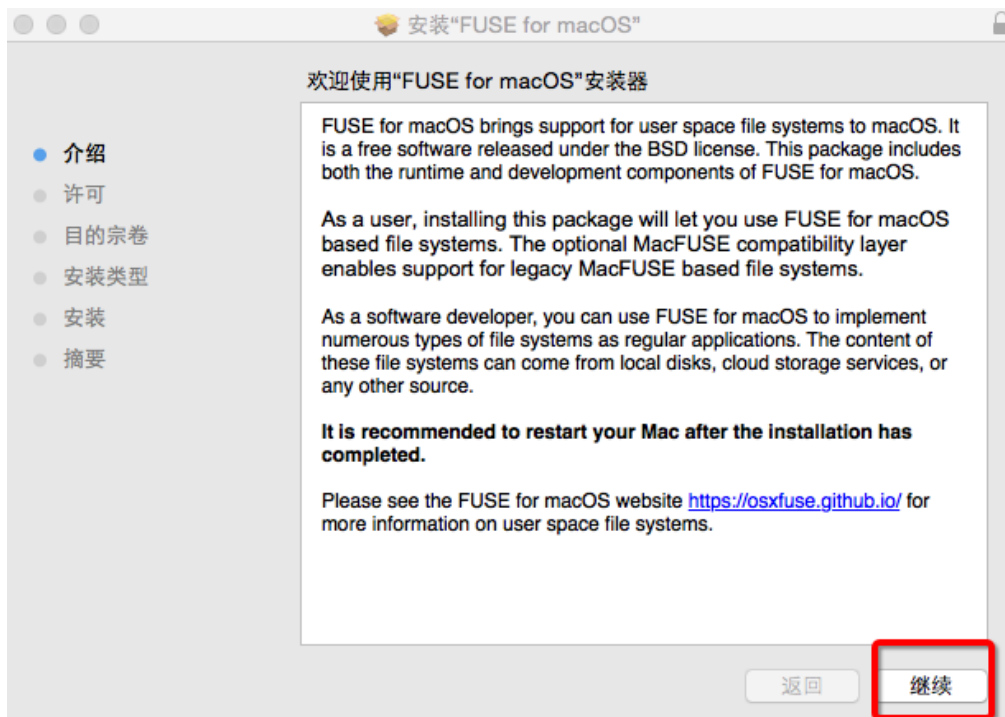 安装“FUSE for macOS”
欢迎使用“FUSE for macOS”安装器
介绍
许可
目的宗卷
安装类型
安装
摘要
FUSE for macOS brings support for user space file systems to macOS. It
is a free software released under the BSD license. This package includes
both the runtime and development components of FUSE for macOS.
As a user, installing this package will let you use FUSE for macOS
based file systems. The optional MacFUSE compatibility layer
enables support for legacy MacFUSE based file systems.
As a software developer, you can use FUSE for macOS to implement
numerous types of file systems as regular applications. The content of
these file systems can come from local disks, cloud storage services, or
any other source.
It is recommended to restart your Mac after the installation has
completed.
Please see the FUSE for macOS website https://osxfuse.github.io/ for
more information on user space file systems.
返回
继续